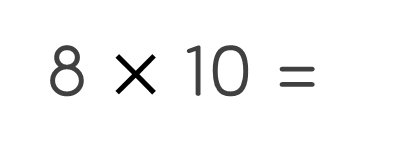 8 × 10 =